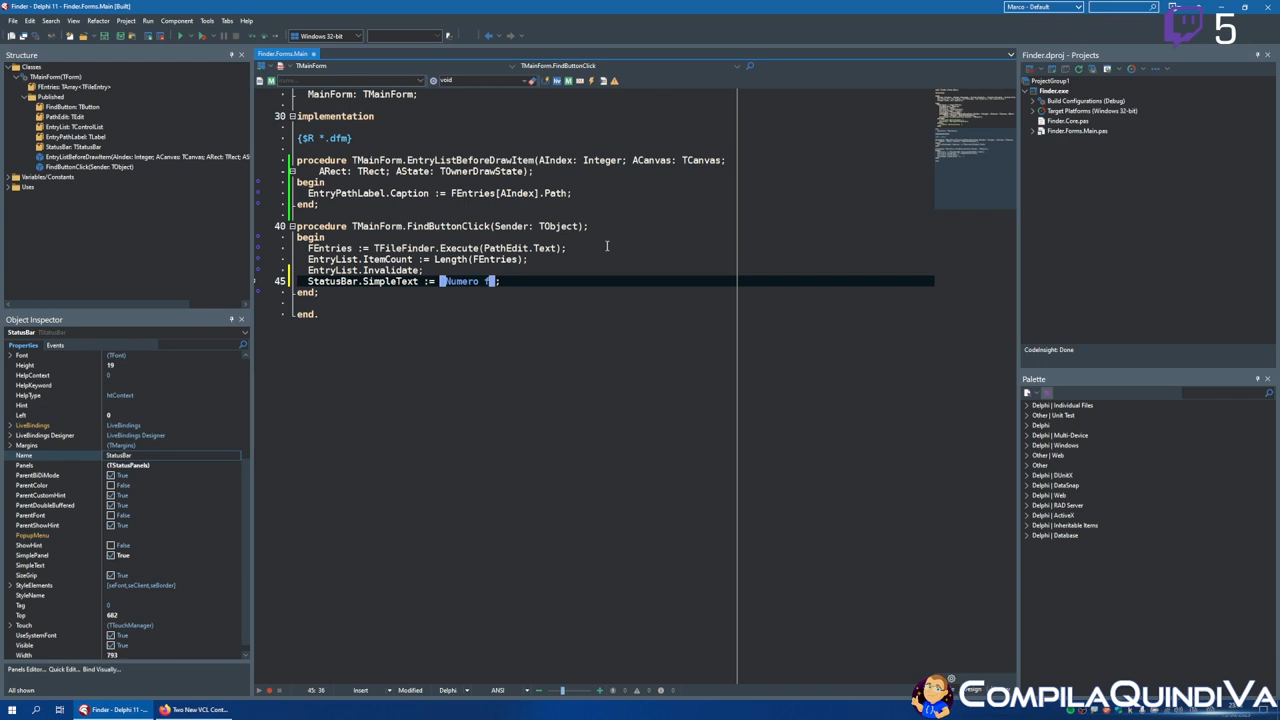 Finder.Forms.Main - Delphi 11 - Finder [Built]
Marco - Default
5
File Edit Search View Refactor Project Run Component Tools Tabs Help
Windows 32-bit
Structure
Classes
TMainForm(TForm)
FEntries: TArray<TFileEntry>
Published
FindButton: TButton
PathEdit: TEdit
EntryList: TControlList
EntryPathLabel: TLabel
StatusBar: TStatusBar
EntryListBeforeDrawItem(AIndex: Integer; ACanvas: TCanvas; ARect: TRect; ASt
FindButtonClick(Sender: TObject)
Variables/Constants
Uses
Object Inspector
StatusBar TStatusBar
Properties Events
Font (TFont)
Height 19
HelpContext 0
HelpKeyword
HelpType htContext
Hint
Left 0
LiveBindings LiveBindings
LiveBindings Designer LiveBindings Designer
Margins (TMargins)
Name StatusBar
Panels (TStatusPanels)
ParentBiDiMode True
ParentColor False
ParentCustomHint True
ParentDoubleBuffered True
ParentFont False
ParentShowHint True
PopupMenu
ShowHint False
SimplePanel True
SimpleText
SizeGrip True
StyleElements [seFont,seClient,seBorder]
StyleName
Tag 0
Top 682
Touch (TTouchManager)
UseSystemFont True
Visible True
Width 793
Panels Editor... Quick Edit... Bind Visually...
All shown
Finder.Forms.Main
TMainForm TMainForm.FindButtonClick
void
MainForm: TMainForm;
30 implementation
{$R *.dfm}
procedure TMainForm.EntryListBeforeDrawItem(AIndex: Integer; ACanvas: TCanvas;
ARect: TRect; AState: TOwnerDrawState);
begin
EntryPathLabel.Caption := FEntries[AIndex].Path;
end;
40 procedure TMainForm.FindButtonClick(Sender: TObject);
begin
FEntries := TFileFinder.Execute(PathEdit.Text);
EntryList.ItemCount := Length(FEntries);
EntryList.Invalidate;
45 StatusBar.SimpleText := 'Numero f';
end;
end.
45: 36 Insert Modified Delphi ANSI
Design
Finder.dproj - Projects
ProjectGroup1
Finder.exe
Build Configurations (Debug)
Target Platforms (Windows 32-bit)
Finder.Core.pas
Finder.Forms.Main.pas
CodeInsight: Done
Palette
Delphi | Individual Files
Other | Unit Test
Delphi
Delphi | Multi-Device
Delphi | Windows
Other | Web
Other
Delphi | DUnitX
Delphi | DataSnap
Delphi | Web
Delphi | RAD Server
Delphi | ActiveX
Delphi | Inheritable Items
Delphi | Database
CompilaQuindiVa
Finder - Delphi 11 -...
Two New VCL Cont...